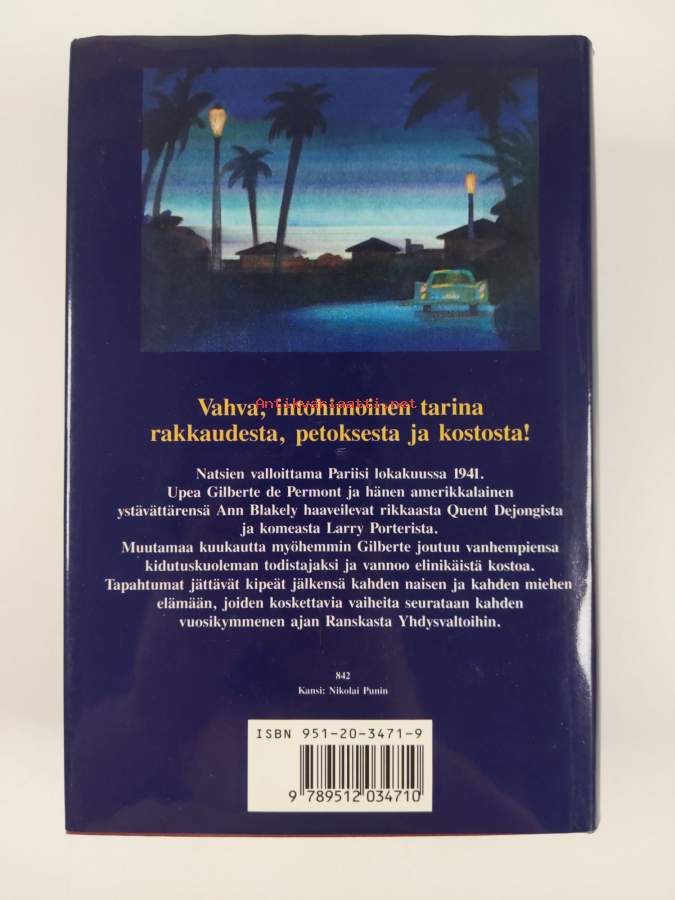 Vahva, intohimoinen tarina
Antikvariaatti.fi
rakkaudesta, petoksesta ja kostosta!
Natsien valloittama Pariisi lokakuussa 1941.
Upea Gilberte de Permont ja hänen amerikkalainen
ystävättärensä Ann Blakely haaveilevat rikkaasta Quent Dejongista
ja komeasta Larry Porterista.
Muutamaa kuukautta myöhemmin Gilberte joutuu vanhempiensa
kidutuskuoleman todistajaksi ja vannoo elinikäistä kostoa.
Tapahtumat jättävät kipeät jälkensä kahden naisen ja kahden miehen
elämään, joiden koskettavia vaiheita seurataan kahden
vuosikymmenen ajan Ranskasta Yhdysvaltoihin.
842
Kansi: Nikolai Punin
ISBN 951-20-3471-9
9 789512 034710